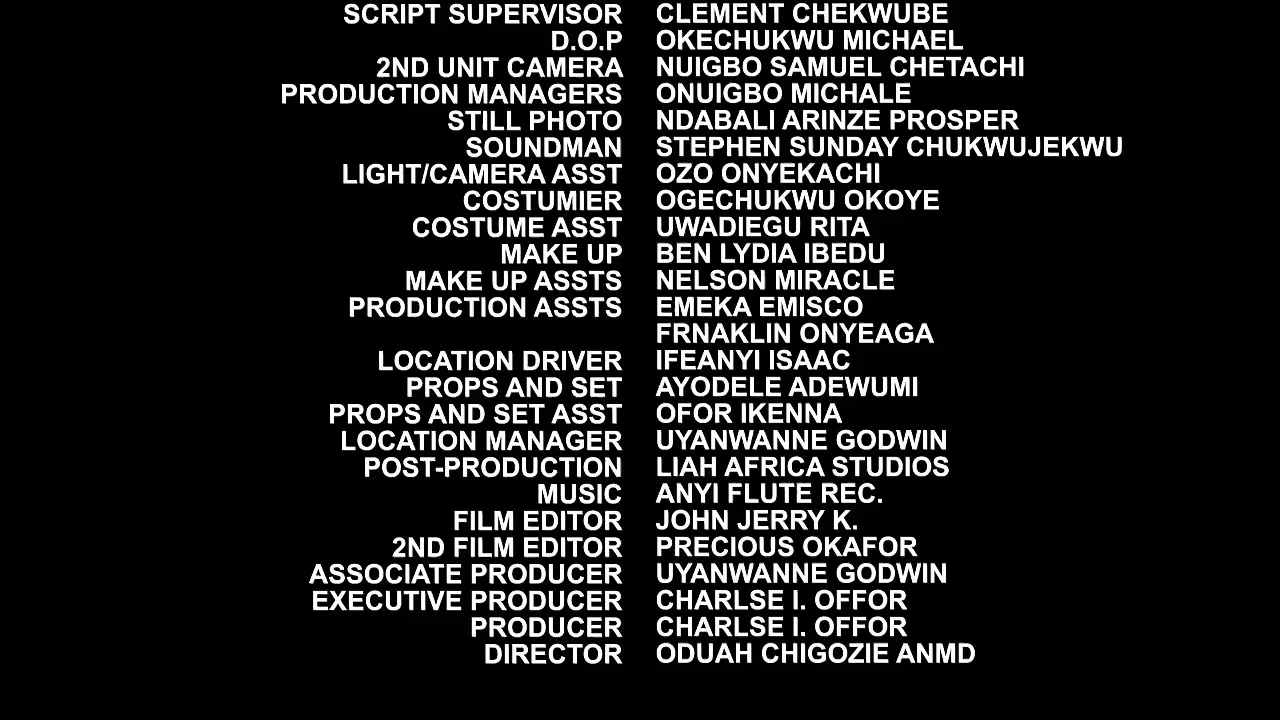 SCRIPT SUPERVISOR CLEMENT CHEKWUBE
D.O.P OKECHUKWU MICHAEL
2ND UNIT CAMERA NUIGBO SAMUEL CHETACHI
PRODUCTION MANAGERS ONUIGBO MICHALE
STILL PHOTO NDABALI ARINZE PROSPER
SOUNDMAN STEPHEN SUNDAY CHUKWUJEKWU
LIGHT/CAMERA ASST OZO ONYEKACHI
COSTUMIER OGECHUKWU OKOYE
COSTUME ASST UWADIEGU RITA
MAKE UP BEN LYDIA IBEDU
MAKE UP ASSTS NELSON MIRACLE
PRODUCTION ASSTS EMEKA EMISCO
FRNAKLIN ONYEAGA
LOCATION DRIVER IFEANYI ISAAC
PROPS AND SET AYODELE ADEWUMI
PROPS AND SET ASST OFOR IKENNA
LOCATION MANAGER UYANWANNE GODWIN
POST-PRODUCTION LIAH AFRICA STUDIOS
MUSIC ANYI FLUTE REC.
FILM EDITOR JOHN JERRY K.
2ND FILM EDITOR PRECIOUS OKAFOR
ASSOCIATE PRODUCER UYANWANNE GODWIN
EXECUTIVE PRODUCER CHARLSE I. OFFOR
PRODUCER CHARLSE I. OFFOR
DIRECTOR ODUAH CHIGOZIE ANMD